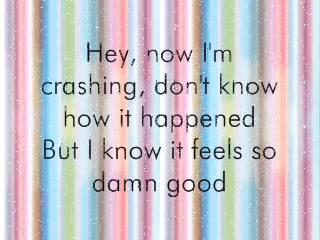 Hey, now I'm
crashing, don't know
how it happened
But I know it feels so
damn good